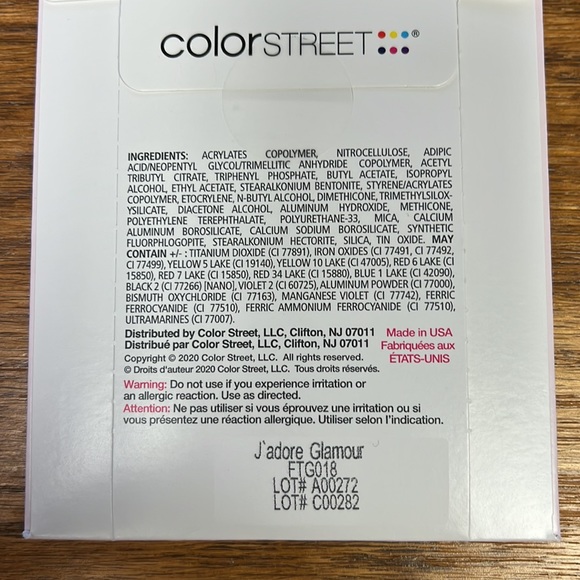 colorSTREET®
INGREDIENTS: ACRYLATES COPOLYMER, NITROCELLULOSE, ADIPIC
ACID/NEOPENTYL GLYCOL/TRIMELLITIC ANHYDRIDE COPOLYMER, ACETYL
TRIBUTYL CITRATE, TRIPHENYL PHOSPHATE, BUTYL ACETATE, ISOPROPYL
ALCOHOL, ETHYL ACETATE, STEARALKONIUM BENTONITE, STYRENE/ACRYLATES
COPOLYMER, ETOCRYLENE, N-BUTYL ALCOHOL, DIMETHICONE, TRIMETHYLSILOX-
YSILICATE, DIACETONE ALCOHOL, ALUMINUM HYDROXIDE, METHICONE,
POLYETHYLENE TEREPHTHALATE, POLYURETHANE-33, MICA, CALCIUM
ALUMINUM BOROSILICATE, CALCIUM SODIUM BOROSILICATE, SYNTHETIC
FLUORPHLOGOPITE, STEARALKONIUM HECTORITE, SILICA, TIN OXIDE. MAY
CONTAIN +/- : TITANIUM DIOXIDE (CI 77891), IRON OXIDES (CI 77491, CI 77492,
CI 77499), YELLOW 5 LAKE (CI 19140), YELLOW 10 LAKE (CI 47005), RED 6 LAKE (CI
15850), RED 7 LAKE (CI 15850), RED 34 LAKE (CI 15880), BLUE 1 LAKE (CI 42090),
BLACK 2 (CI 77266) [NANO], VIOLET 2 (CI 60725), ALUMINUM POWDER (CI 77000),
BISMUTH OXYCHLORIDE (CI 77163), MANGANESE VIOLET (CI 77742), FERRIC
FERROCYANIDE (CI 77510), FERRIC AMMONIUM FERROCYANIDE (CI 77510),
ULTRAMARINES (CI 77007).
Distributed by Color Street, LLC, Clifton, NJ 07011
Distribué par Color Street, LLC, Clifton, NJ 07011
Made in USA
Fabriquées aux
ÉTATS-UNIS
Copyright © 2020 Color Street, LLC. All rights reserved.
© Droits d'auteur 2020 Color Street, LLC. Tous droits réservés.
Warning: Do not use if you experience irritation or
an allergic reaction. Use as directed.
Attention: Ne pas utiliser si vous éprouvez une irritation ou si
vous présentez une réaction allergique. Utiliser selon l'indication.
J'adore Glamour
FTG018
LOT# A00272
LOT# C00282